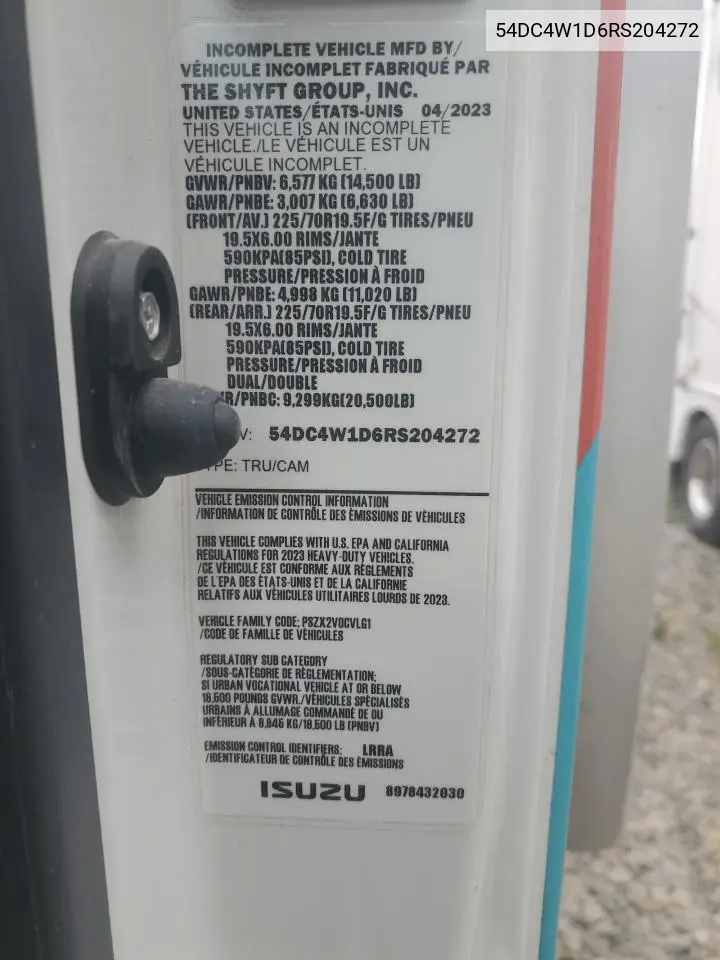 54DC4W1D6RS204272
INCOMPLETE VEHICLE MFD BY/
VÉHICULE INCOMPLET FABRIQUÉ PAR
THE SHYFT GROUP, INC.
UNITED STATES/ÉTATS-UNIS 04/2023
THIS VEHICLE IS AN INCOMPLETE
VEHICLE./LE VÉHICULE EST UN
VÉHICULE INCOMPLET.
GVWR/PNBV: 6,577 KG (14,500 LB)
GAWR/PNBE: 3,007 KG (6,630 LB)
(FRONT/AV.) 225/70R19.5F/G TIRES/PNEU
19.5X6.00 RIMS/JANTE
590KPA(85PSI), COLD TIRE
PRESSURE/PRESSION À FROID
GAWR/PNBE: 4,998 KG (11,020 LB)
(REAR/ARR.) 225/70R19.5F/G TIRES/PNEU
19.5X6.00 RIMS/JANTE
590KPA(85PSI), COLD TIRE
PRESSURE/PRESSION À FROID
DUAL/DOUBLE
R/PNBC: 9,299KG(20,500LB)
V: 54DC4W1D6RS204272
PE: TRU/CAM
VEHICLE EMISSION CONTROL INFORMATION
/INFORMATION DE CONTRÔLE DES ÉMISSIONS DE VÉHICULES
THIS VEHICLE COMPLIES WITH U.S. EPA AND CALIFORNIA
REGULATIONS FOR 2023 HEAVY-DUTY VEHICLES.
/CE VÉHICULE EST CONFORME AUX RÈGLEMENTS
DE L'EPA DES ÉTATS-UNIS ET DE LA CALIFORNIE
RELATIFS AUX VÉHICULES UTILITAIRES LOURDS DE 2023.
VEHICLE FAMILY CODE: PSZX2VOCVLG1
/CODE DE FAMILLE DE VÉHICULES
REGULATORY SUB CATEGORY
/SOUS-CATÉGORIE DE RÉGLEMENTATION:
SI URBAN VOCATIONAL VEHICLE AT OR BELOW
19,500 POUNDS GVWR./VÉHICULES SPÉCIALISÉS
URBAINS À ALLUMAGE COMMANDÉ DE OU
INFÉRIEUR À 8,845 KG/19,500 LB (PNBV)
EMISSION CONTROL IDENTIFIERS: LRRA
/IDENTIFICATEUR DE CONTRÔLE DES ÉMISSIONS
ISUZU 8978432030